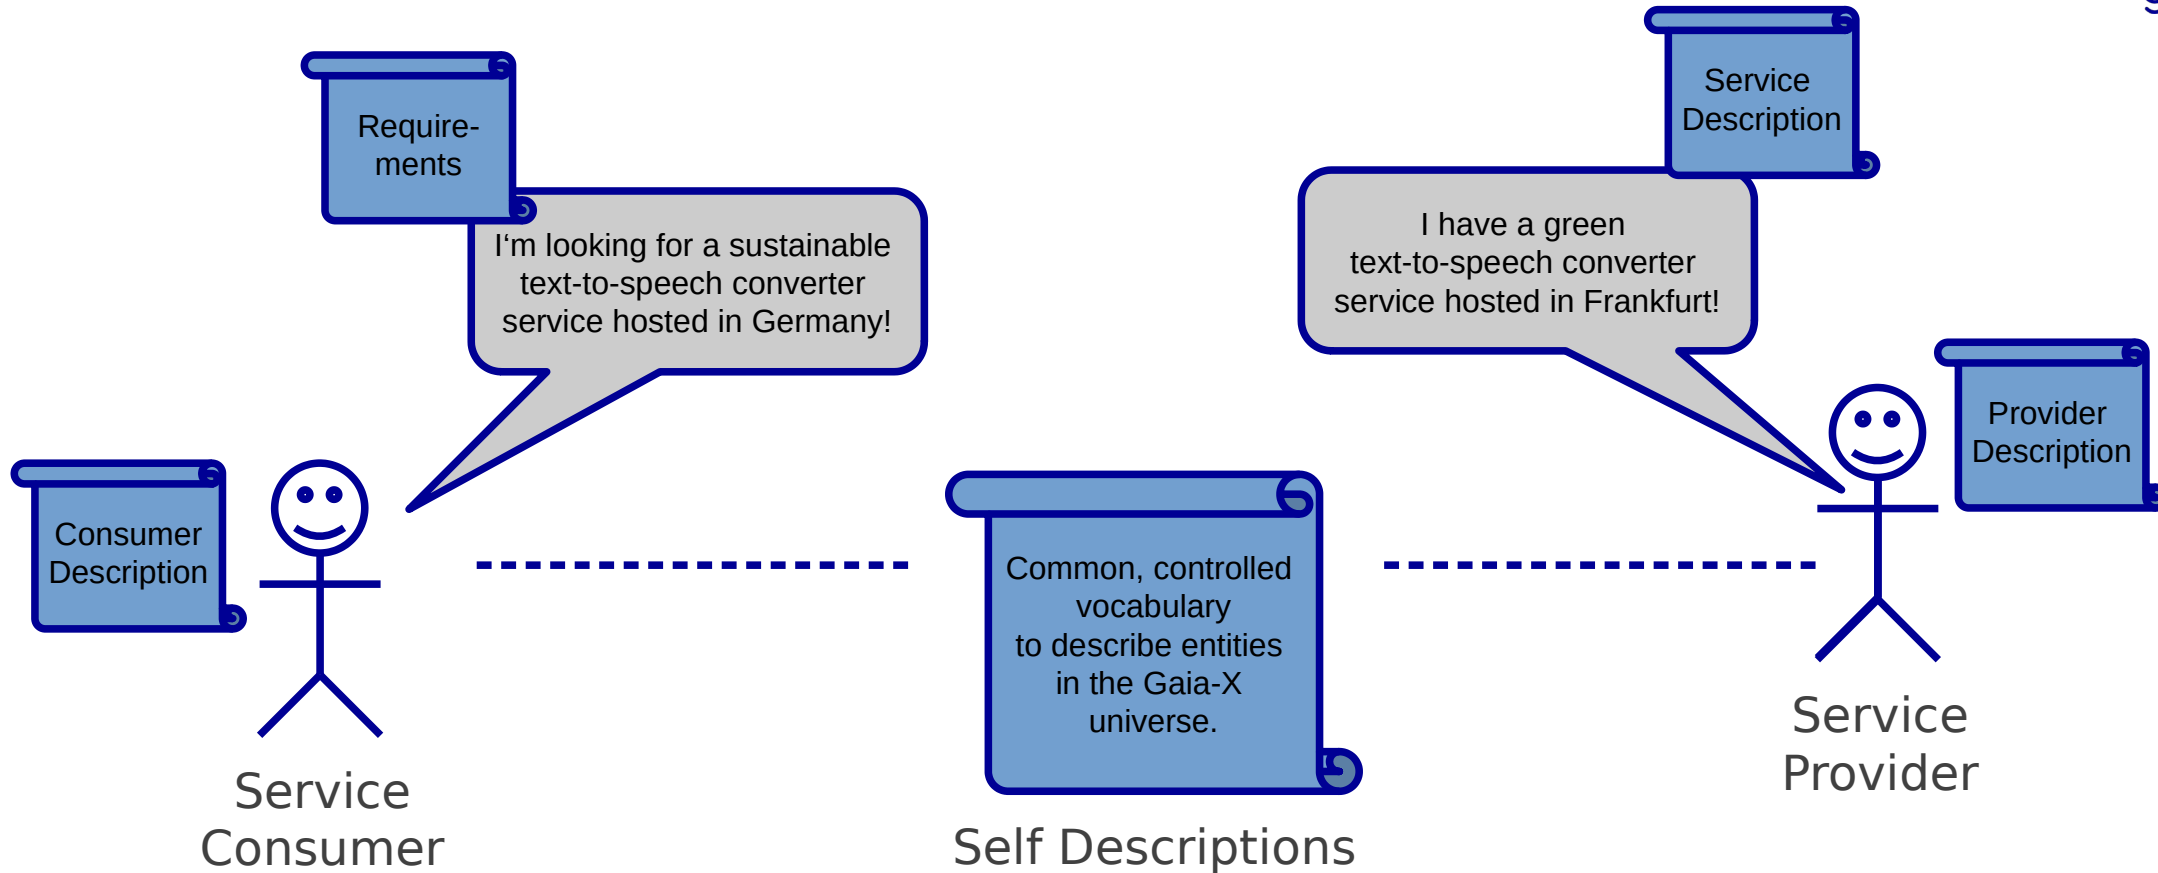 Require-
ments
I‘m looking for a sustainable
text-to-speech converter
service hosted in Germany!
Service
Description
I have a green
text-to-speech converter
service hosted in Frankfurt!
Provider
Description
Consumer
Description
Common, controlled
vocabulary
to describe entities
in the Gaia-X
universe.
Service
Consumer
Self Descriptions
Service
Provider